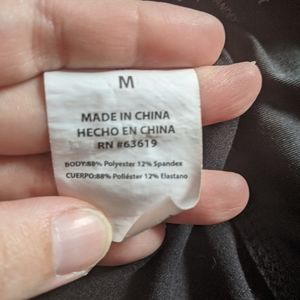 M
MADE IN CHINA
HECHO EN CHINA
RN #63619
BODY:88% Polyester 12% Spandex
CUERPO:88% Poliéster 12% Elastano